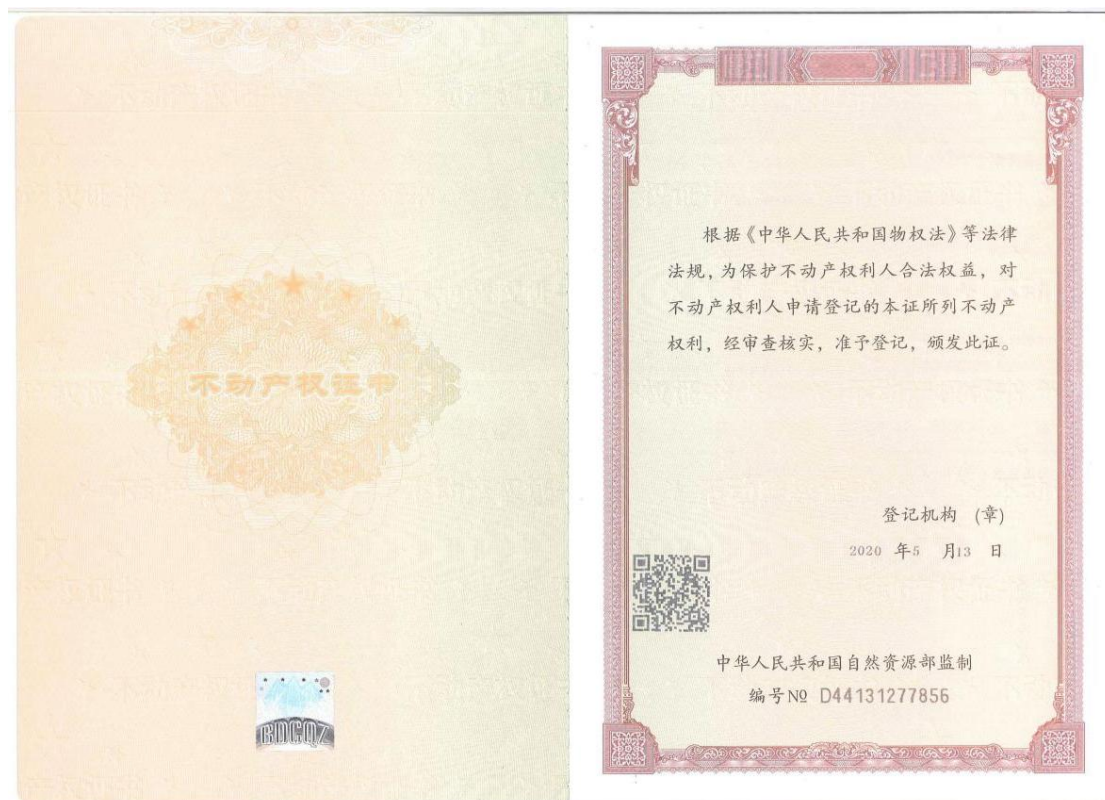 不动产权证书
BDCQZ
根据《中华人民共和国物权法》等法律
法规，为保护不动产权利人合法权益，对
不动产权利人申请登记的本证所列不动产
权利，经审查核实，准予登记，颁发此证。
登记机构 (章)
2020 年5 月13 日
中华人民共和国自然资源部监制
编号№ D44131277856